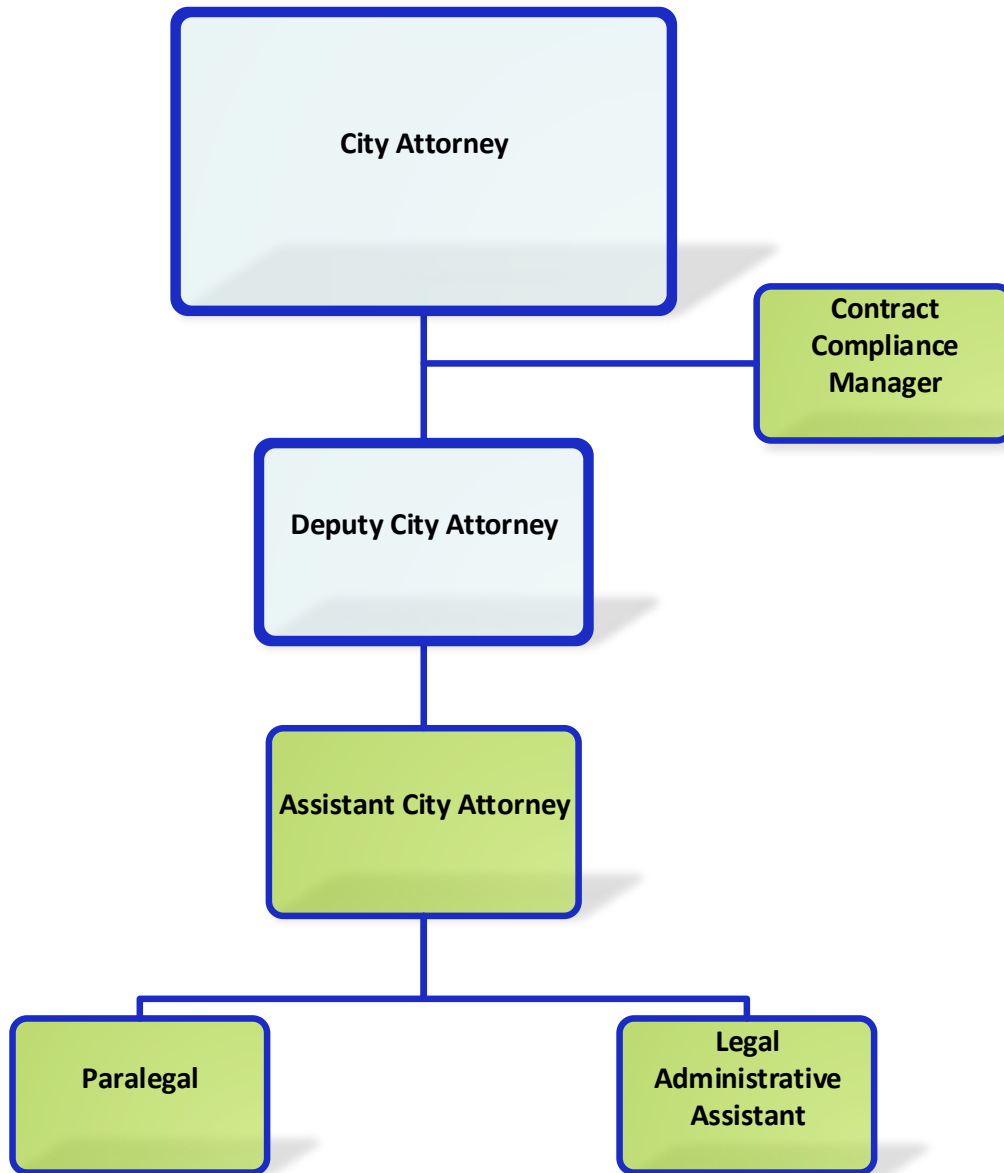 City Attorney
Contract
Compliance
Manager
Deputy City Attorney
Assistant City Attorney
Paralegal
Legal
Administrative
Assistant